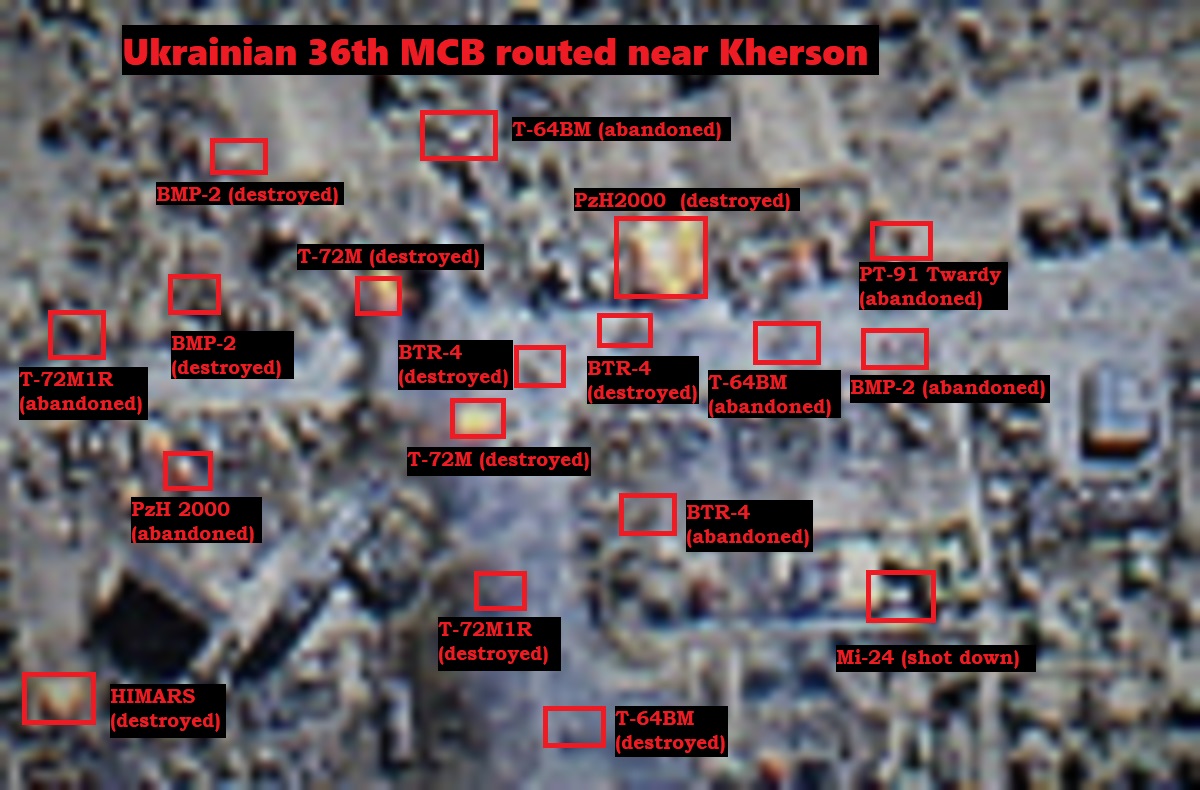 Ukrainian 36th MCB routed near Kherson
T-64BM (abandoned)
BMP-2 (destroyed)
PzH2000 (destroyed)
T-72M (destroyed)
PT-91 Twardy
(abandoned)
BMP-2
(destroyed)
BTR-4
(destroyed)
BTR-4
(destroyed)
T-64BM
(abandoned)
BMP-2 (abandoned)
T-72M1R
(abandoned)
T-72M (destroyed)
PzH 2000
(abandoned)
BTR-4
(abandoned)
T-72M1R
(destroyed)
Mi-24 (shot down)
HIMARS
(destroyed)
T-64BM
(destroyed)